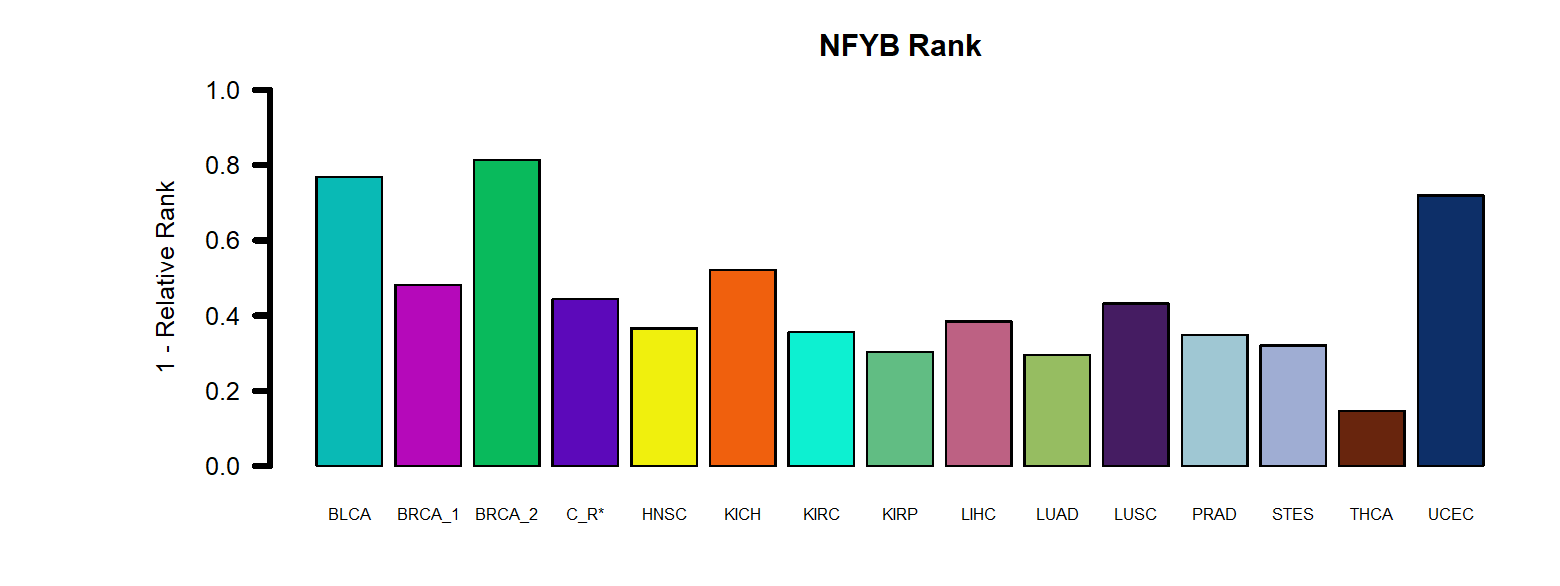 NFYB Rank
1 - Relative Rank
1.0
0.8
0.6
0.4
0.2
0.0
BLCA BRCA_1 BRCA_2 C_R* HNSC KICH KIRC KIRP LIHC LUAD LUSC PRAD STES THCA UCEC